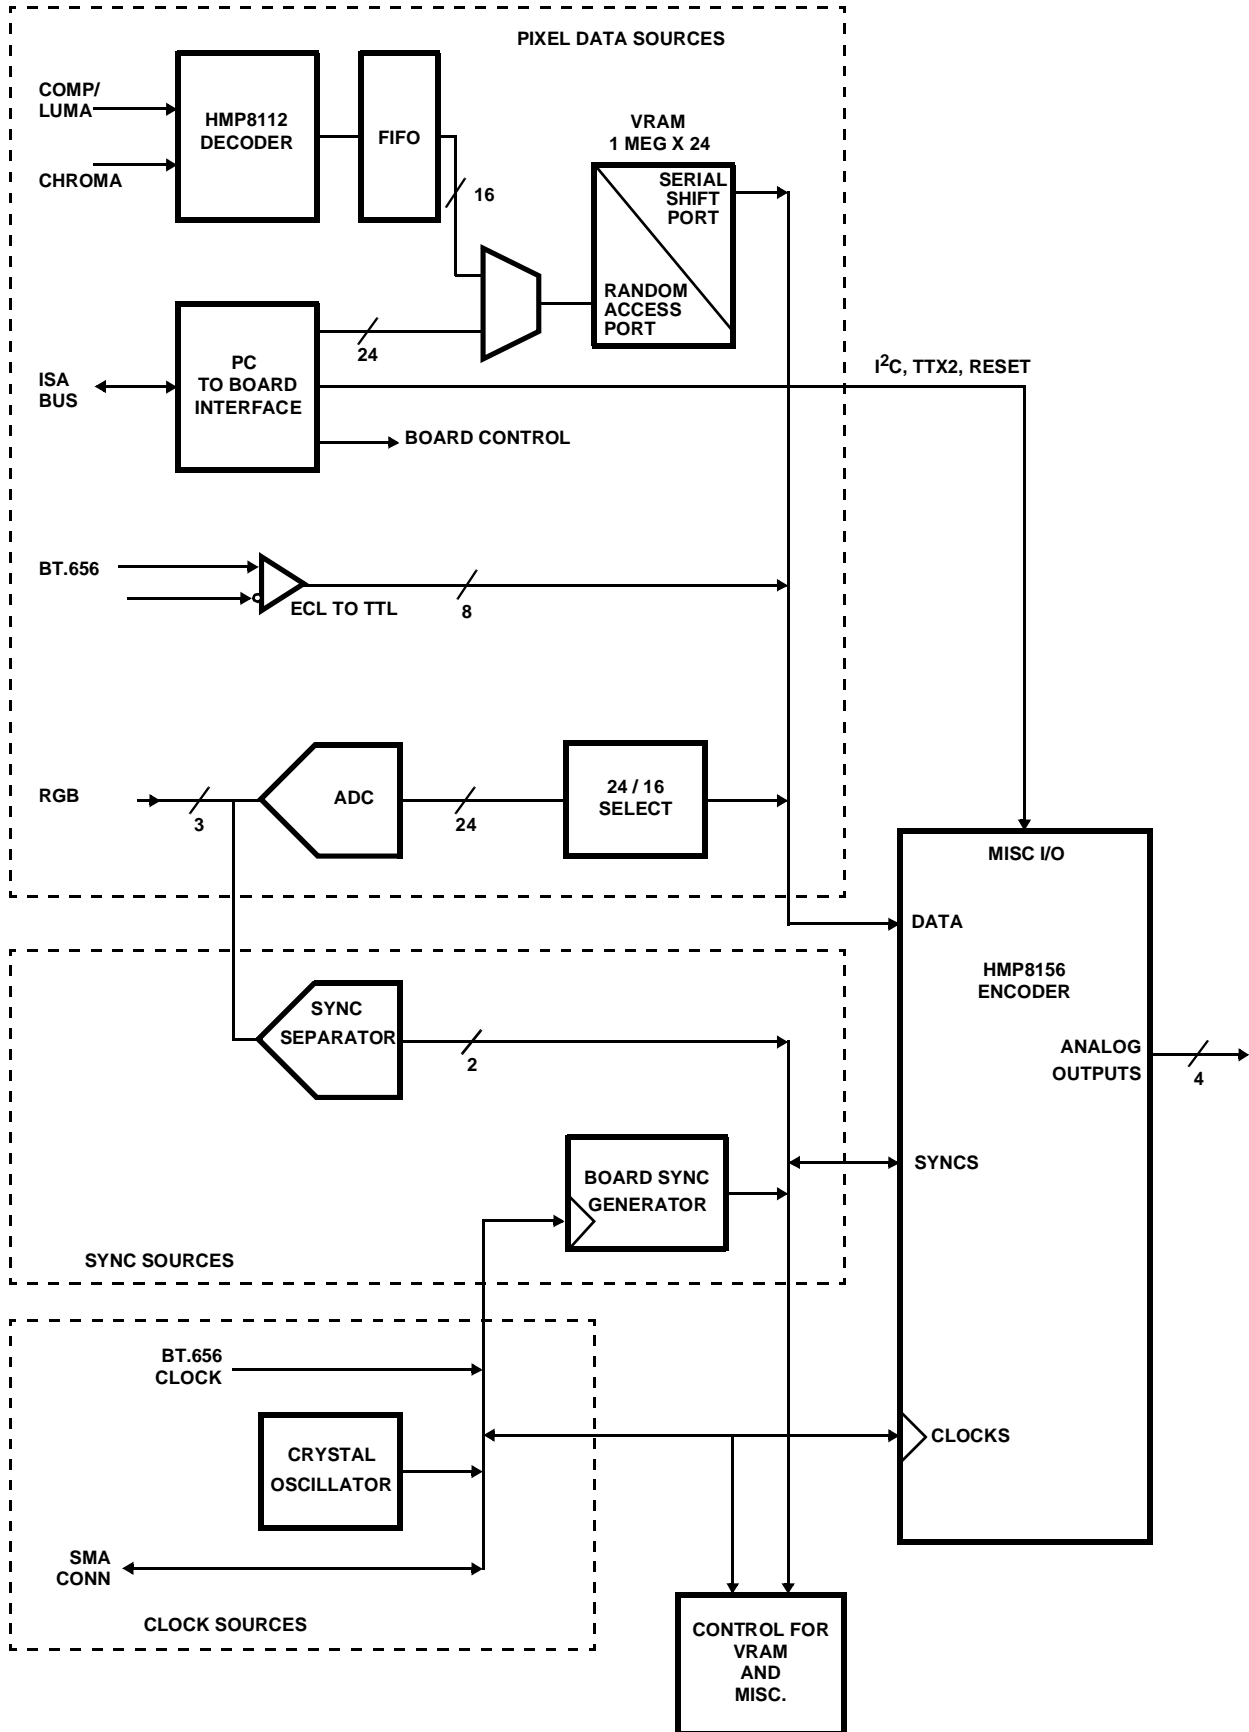 PIXEL DATA SOURCES
COMP/
LUMA
CHROMA
HMP8112
DECODER
FIFO
16
VRAM
1 MEG X 24
SERIAL
SHIFT
PORT
RANDOM
ACCESS
PORT
24
ISA
BUS
PC
TO BOARD
INTERFACE
I²C, TTX2, RESET
BOARD CONTROL
BT.656
ECL TO TTL
8
RGB
3
ADC
24
24 / 16
SELECT
MISC I/O
DATA
HMP8156
ENCODER
ANALOG
OUTPUTS
4
SYNCS
CLOCKS
SYNC
SEPARATOR
2
BOARD SYNC
GENERATOR
SYNC SOURCES
BT.656
CLOCK
CRYSTAL
OSCILLATOR
SMA
CONN
CLOCK SOURCES
CONTROL FOR
VRAM
AND
MISC.